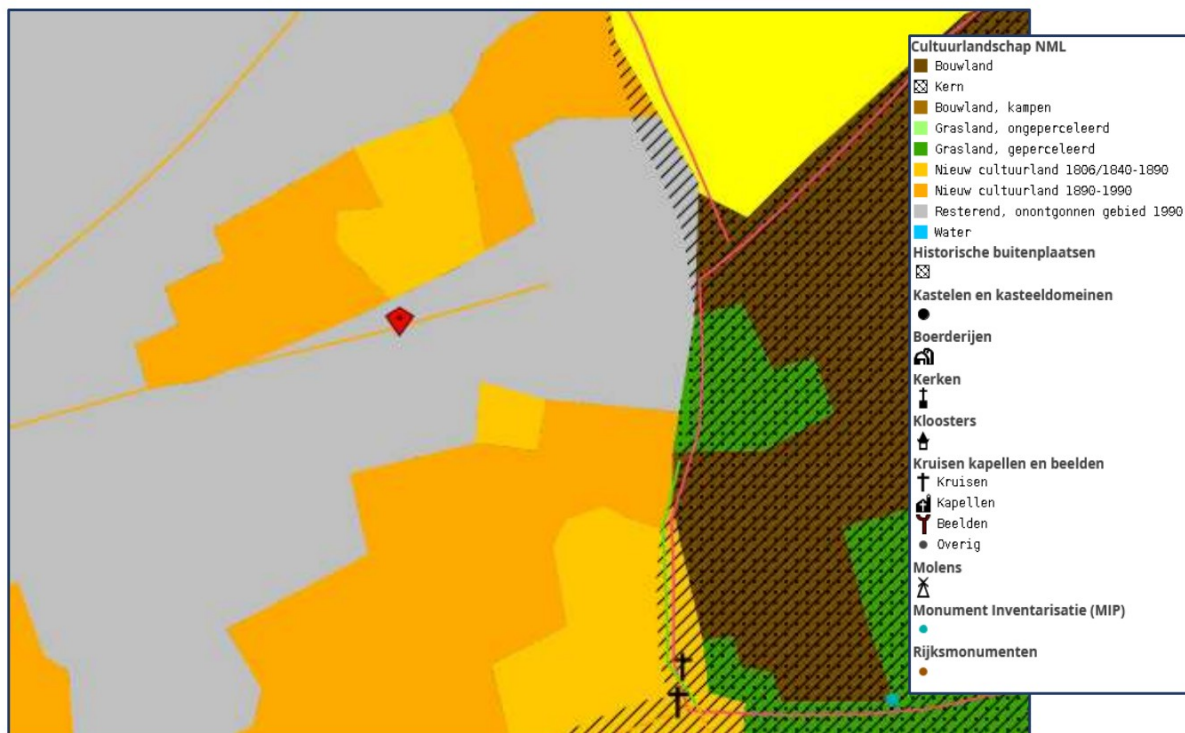 Cultuurlandschap NML
Bouwland
Kern
Bouwland, kampen
Grasland, ongeperceleerd
Grasland, geperceleerd
Nieuw cultuurland 1806/1840-1890
Nieuw cultuurland 1890-1990
Resterend, onontgonnen gebied 1990
Water
Historische buitenplaatsen
Kastelen en kasteeldomeinen
Boerderijen
Kerken
Kloosters
Kruisen kapellen en beelden
Kruisen
Kapellen
Beelden
Overig
Molens
Monument Inventarisatie (MIP)
Rijksmonumenten